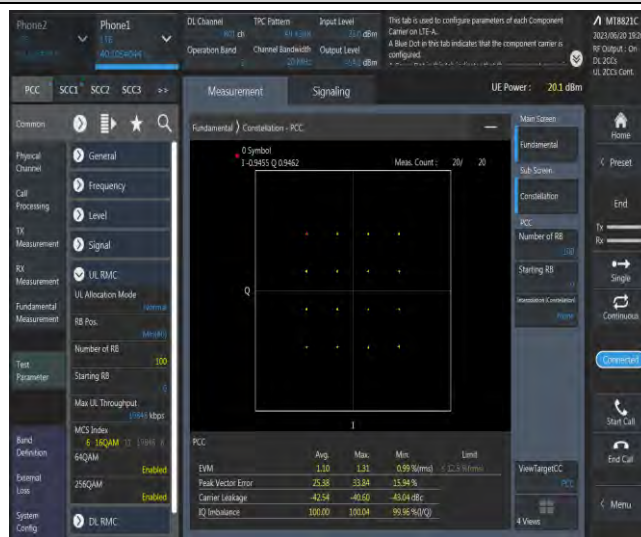 Phone2
Phone1
LTE
DL Channel
TPC Pattern
Input Level
ch
dBm
Operation Band
Channel Bandwidth
Output Level
20 MHz
dBm
This tab is used to configure parameters of each Component
Carrier on LTE-A.
A Blue Dot in this tab indicates that the component carrier is
configured.
MT8821C
RF Output : On
DL 2CCs
UL 2CCs Cont.
PCC
SCC1
SCC2
SCC3
>>
Measurement
Signaling
UE Power : 20.1 dBm
Common
Physical
Channel
Call
Processing
TX
Measurement
RX
Measurement
Fundamental
Measurement
Test
Parameter
Band
Definition
External
Loss
System
Config
General
Frequency
Level
Signal
UL RMC
UL Allocation Mode
Normal
RB Pos.
Number of RB
100
Starting RB
0
Max UL Throughput
kbps
MCS Index
6 16QAM
64QAM
Enabled
256QAM
Enabled
DL RMC
Fundamental ) Constellation - PCC
0 Symbol
I -0.9455 Q 0.9462
Meas. Count : 20/ 20
Q
I
PCC
Avg. Max. Min. Limit
EVM 1.10 1.31 0.99 %(rms)
Peak Vector Error 25.38 33.84 15.94 %
Carrier Leakage -42.54 -40.60 -43.04 dBc
IQ Imbalance 100.00 100.04 99.96 %(I/Q)
Main Screen
Fundamental
Sub Screen
Constellation
PCC
Number of RB
100
Starting RB
0
ViewTargetCC
PCC
4 Views
Home
< Preset
End
Tx
Rx
Single
Continuous
Connected
Start Call
End Call
< Menu